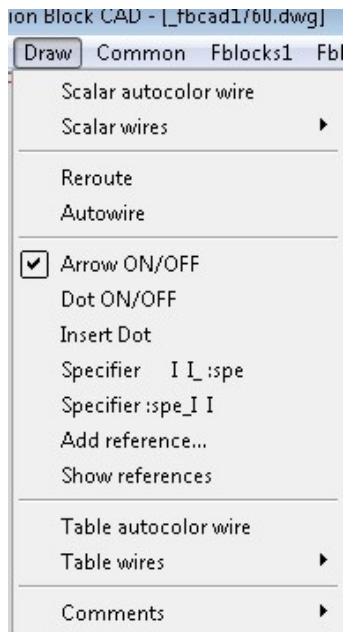 ion Block CAD - [_fbcad1760.dwg]
Draw Common Fblocks1 Fbl
Scalar autocolor wire
Scalar wires
Reroute
Autowire
Arrow ON/OFF
Dot ON/OFF
Insert Dot
Specifier I I_ :spe
Specifier :spe_I I
Add reference...
Show references
Table autocolor wire
Table wires
Comments